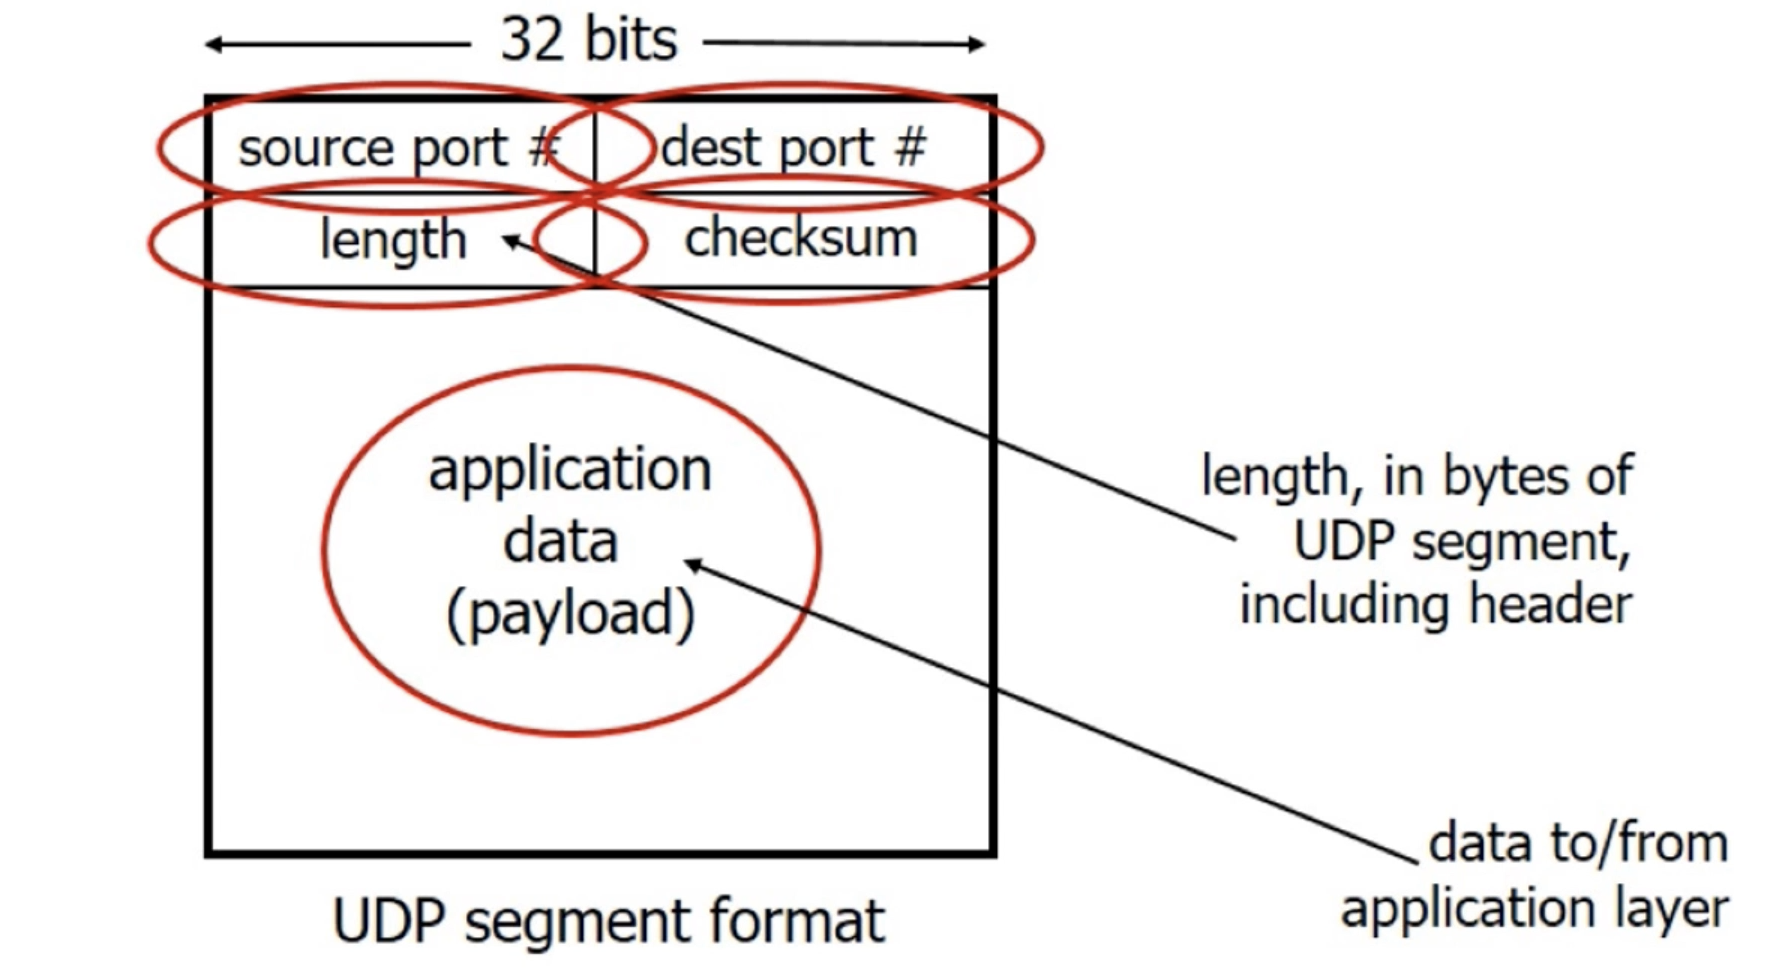 32 bits
source port #
dest port #
length
checksum
application
data
(payload)
length, in bytes of
UDP segment,
including header
data to/from
application layer
UDP segment format